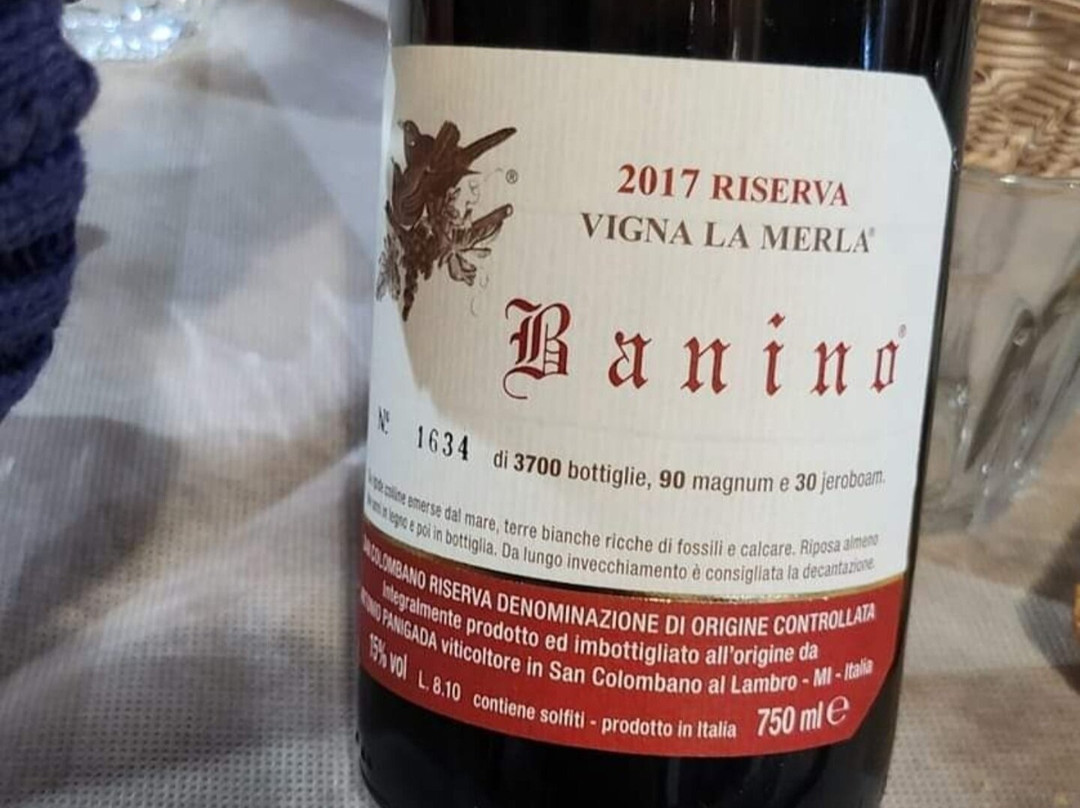 2017 RISERVA
VIGNA LA MERLA®
®
Banino®
N° 1634 di 3700 bottiglie, 90 magnum e 30 jeroboam.
colline emerse dal mare, terre bianche ricche di fossili e calcare. Riposa almeno
anni in legno e poi in bottiglia. Da lungo invecchiamento è consigliata la decantazione.
COLOMBANO RISERVA DENOMINAZIONE DI ORIGINE CONTROLLATA
Integralmente prodotto ed imbottigliato all'origine da
PANIGADA viticoltore in San Colombano al Lambro - MI - Italia
15% vol L. 8.10 contiene solfiti - prodotto in Italia 750 ml e